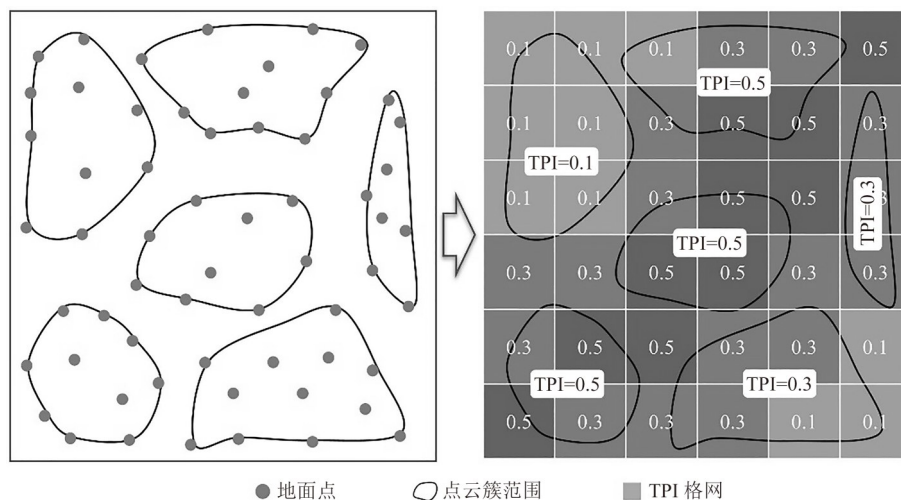 0.1 0.1 0.1 0.3 0.3 0.5
TPI=0.5
0.1 0.1 0.3 0.5 0.5 0.3
TPI=0.1
0.1 0.1 0.3 0.5 0.5
TPI=0.3
TPI=0.5
0.3 0.3 0.5 0.5 0.3 0.3
0.3 0.5 0.5 0.3 0.3 0.1
TPI=0.5 TPI=0.3
0.5 0.3 0.3 0.3 0.1 0.1
地面点 点云簇范围 TPI 格网